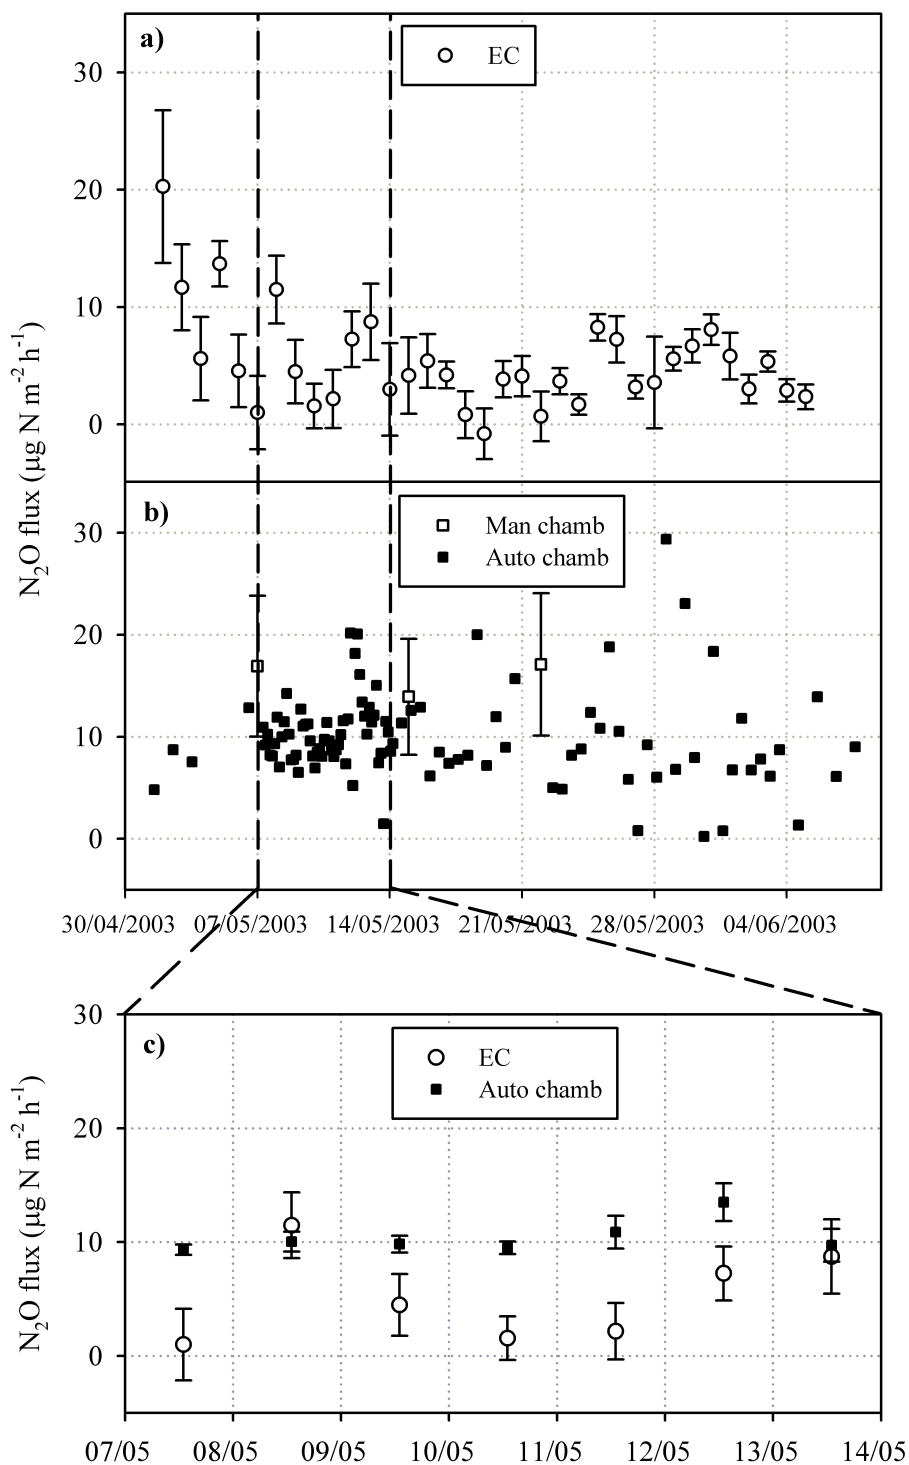 a)
EC
30
20
10
0
N₂O flux (µg N m⁻² h⁻¹)
b)
Man chamb
Auto chamb
30
20
10
0
30/04/2003 07/05/2003 14/05/2003 21/05/2003 28/05/2003 04/06/2003
30
c)
EC
Auto chamb
20
10
0
N₂O flux (µg N m⁻² h⁻¹)
07/05 08/05 09/05 10/05 11/05 12/05 13/05 14/05